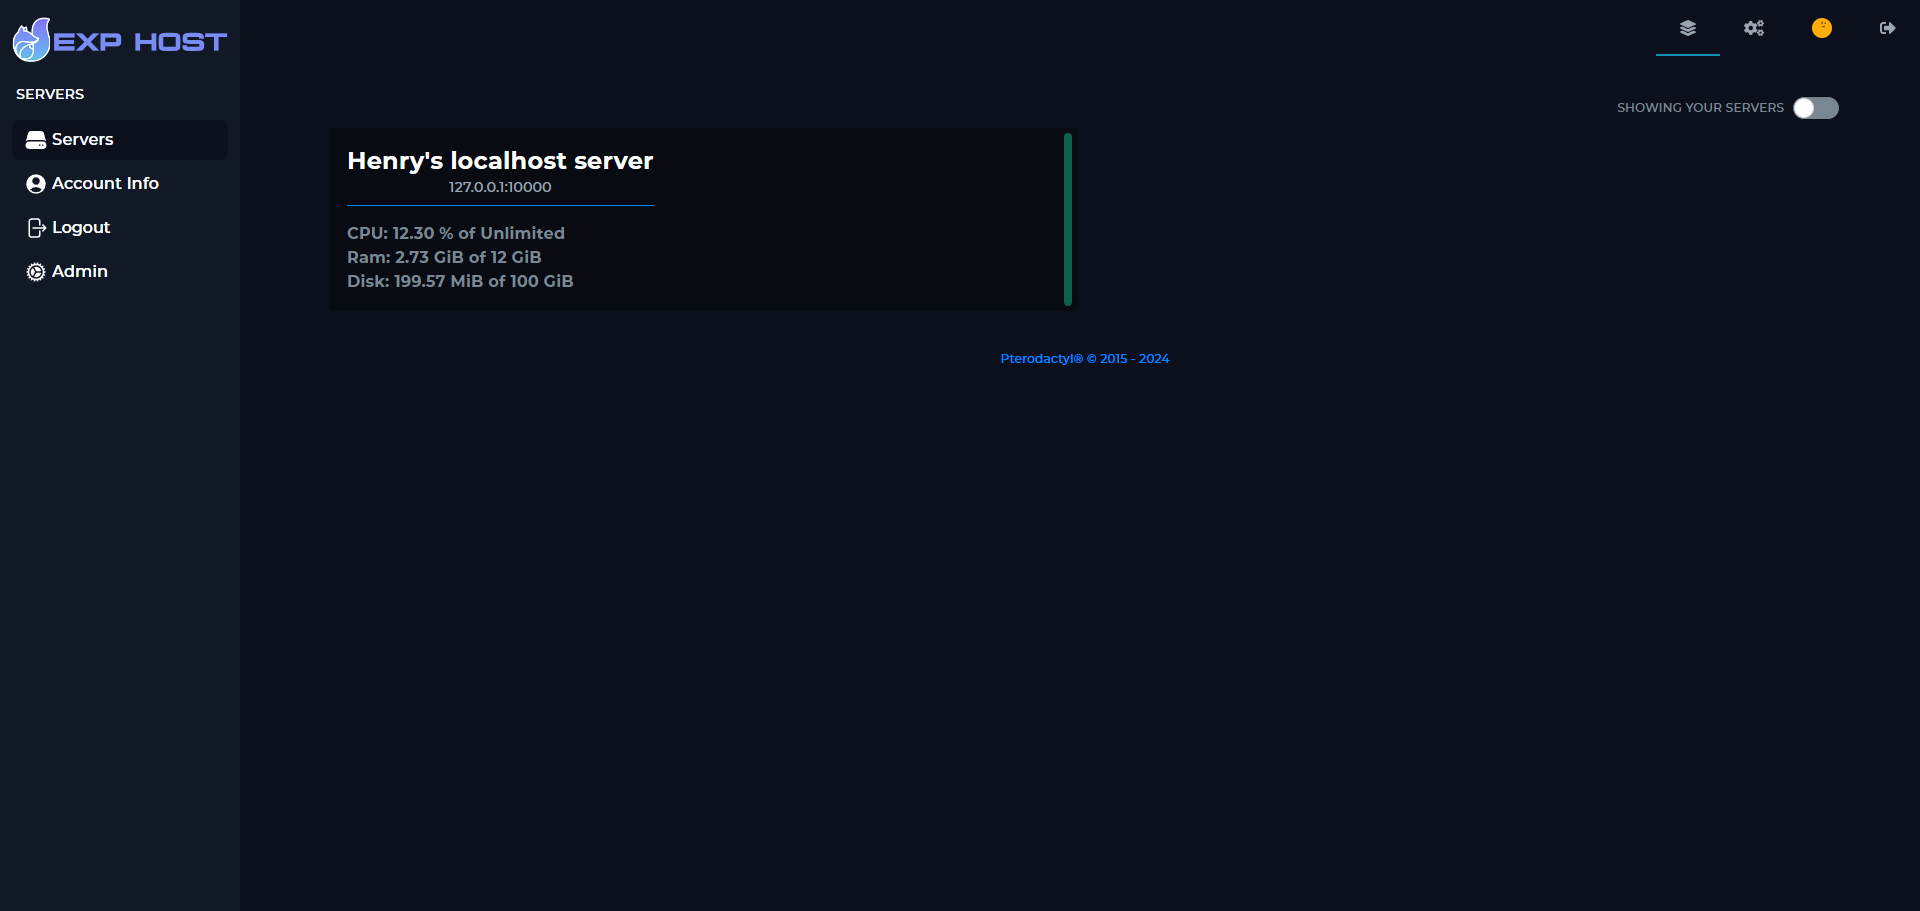 EXP HOST
SERVERS
Servers
Account Info
Logout
Admin
SHOWING YOUR SERVERS
Henry's localhost server
127.0.0.1:10000
CPU: 12.30 % of Unlimited
Ram: 2.73 GiB of 12 GiB
Disk: 199.57 MiB of 100 GiB
Pterodactyl® © 2015 - 2024